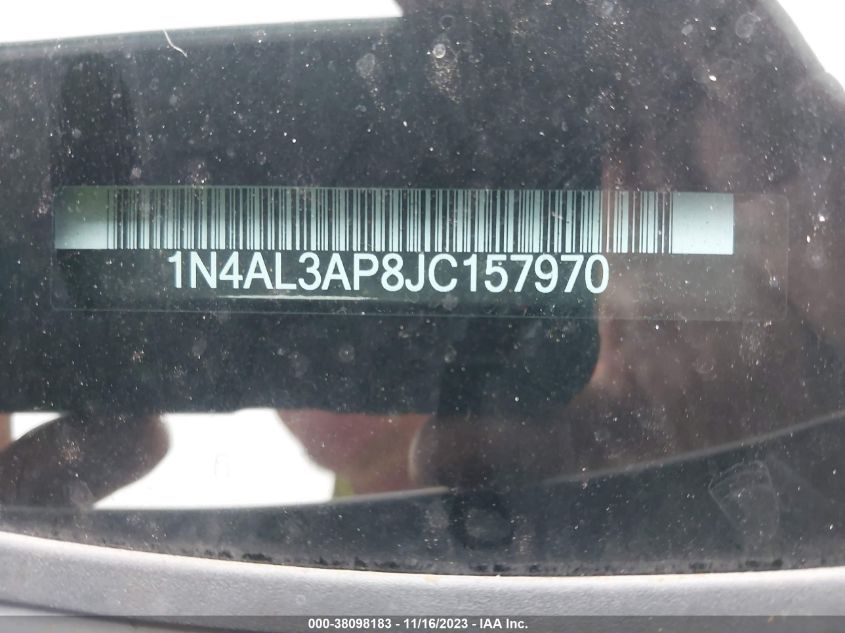 1N4AL3AP8JC157970
000-38098183 - 11/16/2023 - IAA Inc.